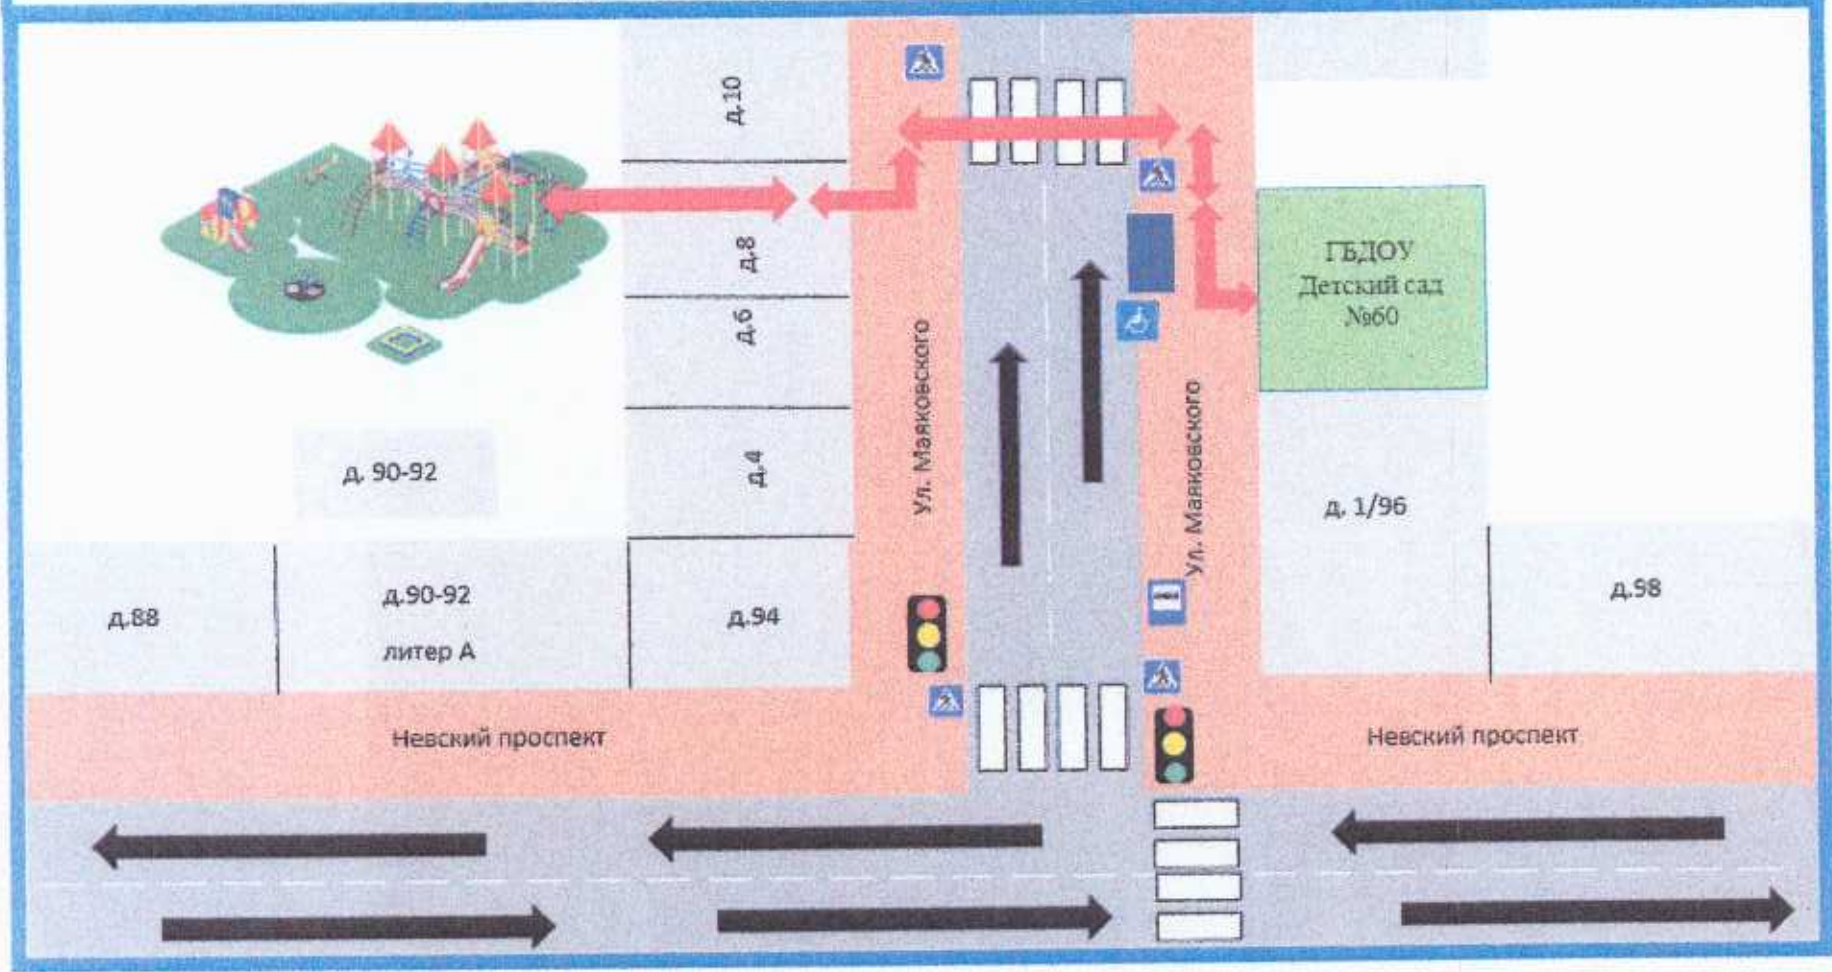 д.10
д.8
д.6
д.4
Ул. Маяковского
Ул. Маяковского
ГБДОУ
Детский сад
№60
д. 90-92
д. 1/96
д.88
д.90-92
литер А
д.94
д.98
Невский проспект
Невский проспект